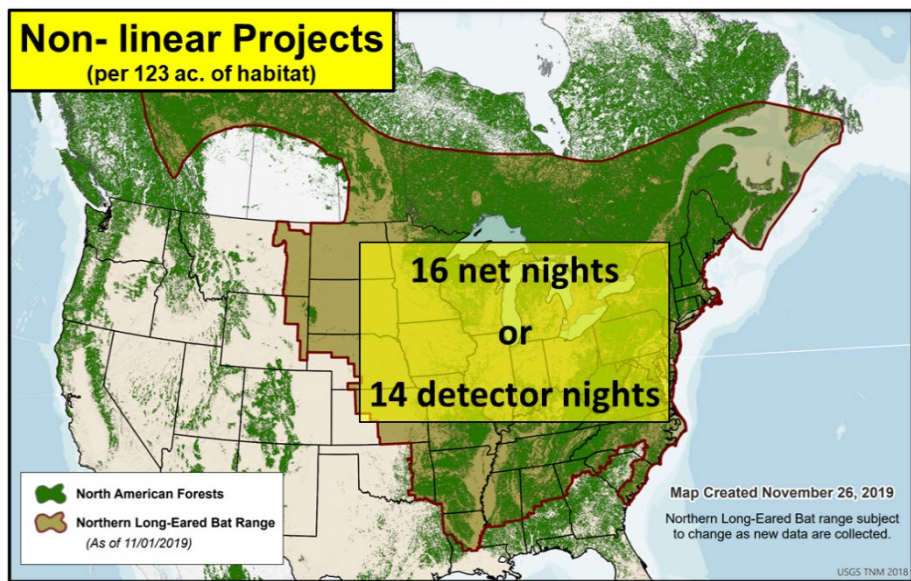 Non- linear Projects
(per 123 ac. of habitat)
16 net nights
or
14 detector nights
North American Forests
Northern Long-Eared Bat Range
(As of 11/01/2019)
Map Created November 26, 2019
Northern Long-Eared Bat range subject
to change as new data are collected.
USGS TNM 2018